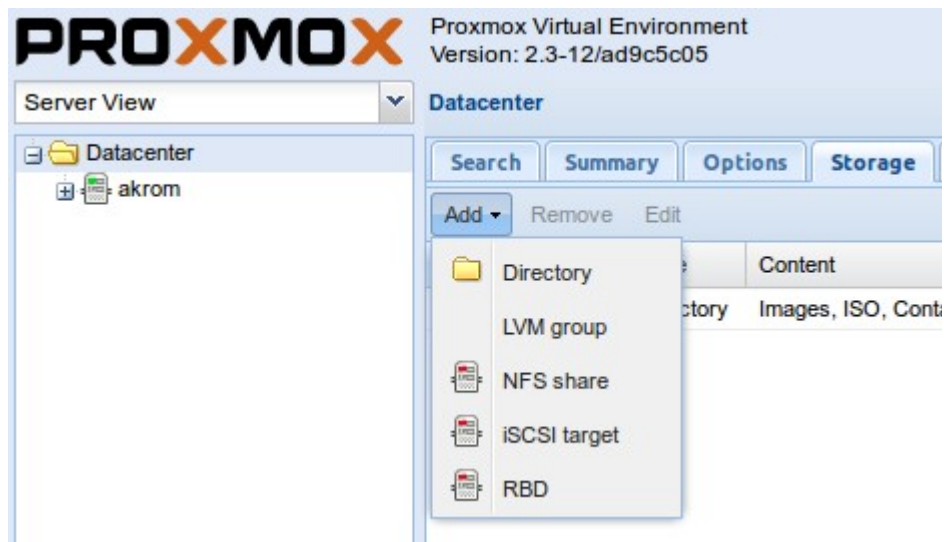 PROXMOX
Proxmox Virtual Environment
Version: 2.3-12/ad9c5c05
Server View
Datacenter
Datacenter
akrom
Search Summary Options Storage
Add Remove Edit
Content
Directory
Images, ISO, Conta
LVM group
NFS share
iSCSI target
RBD